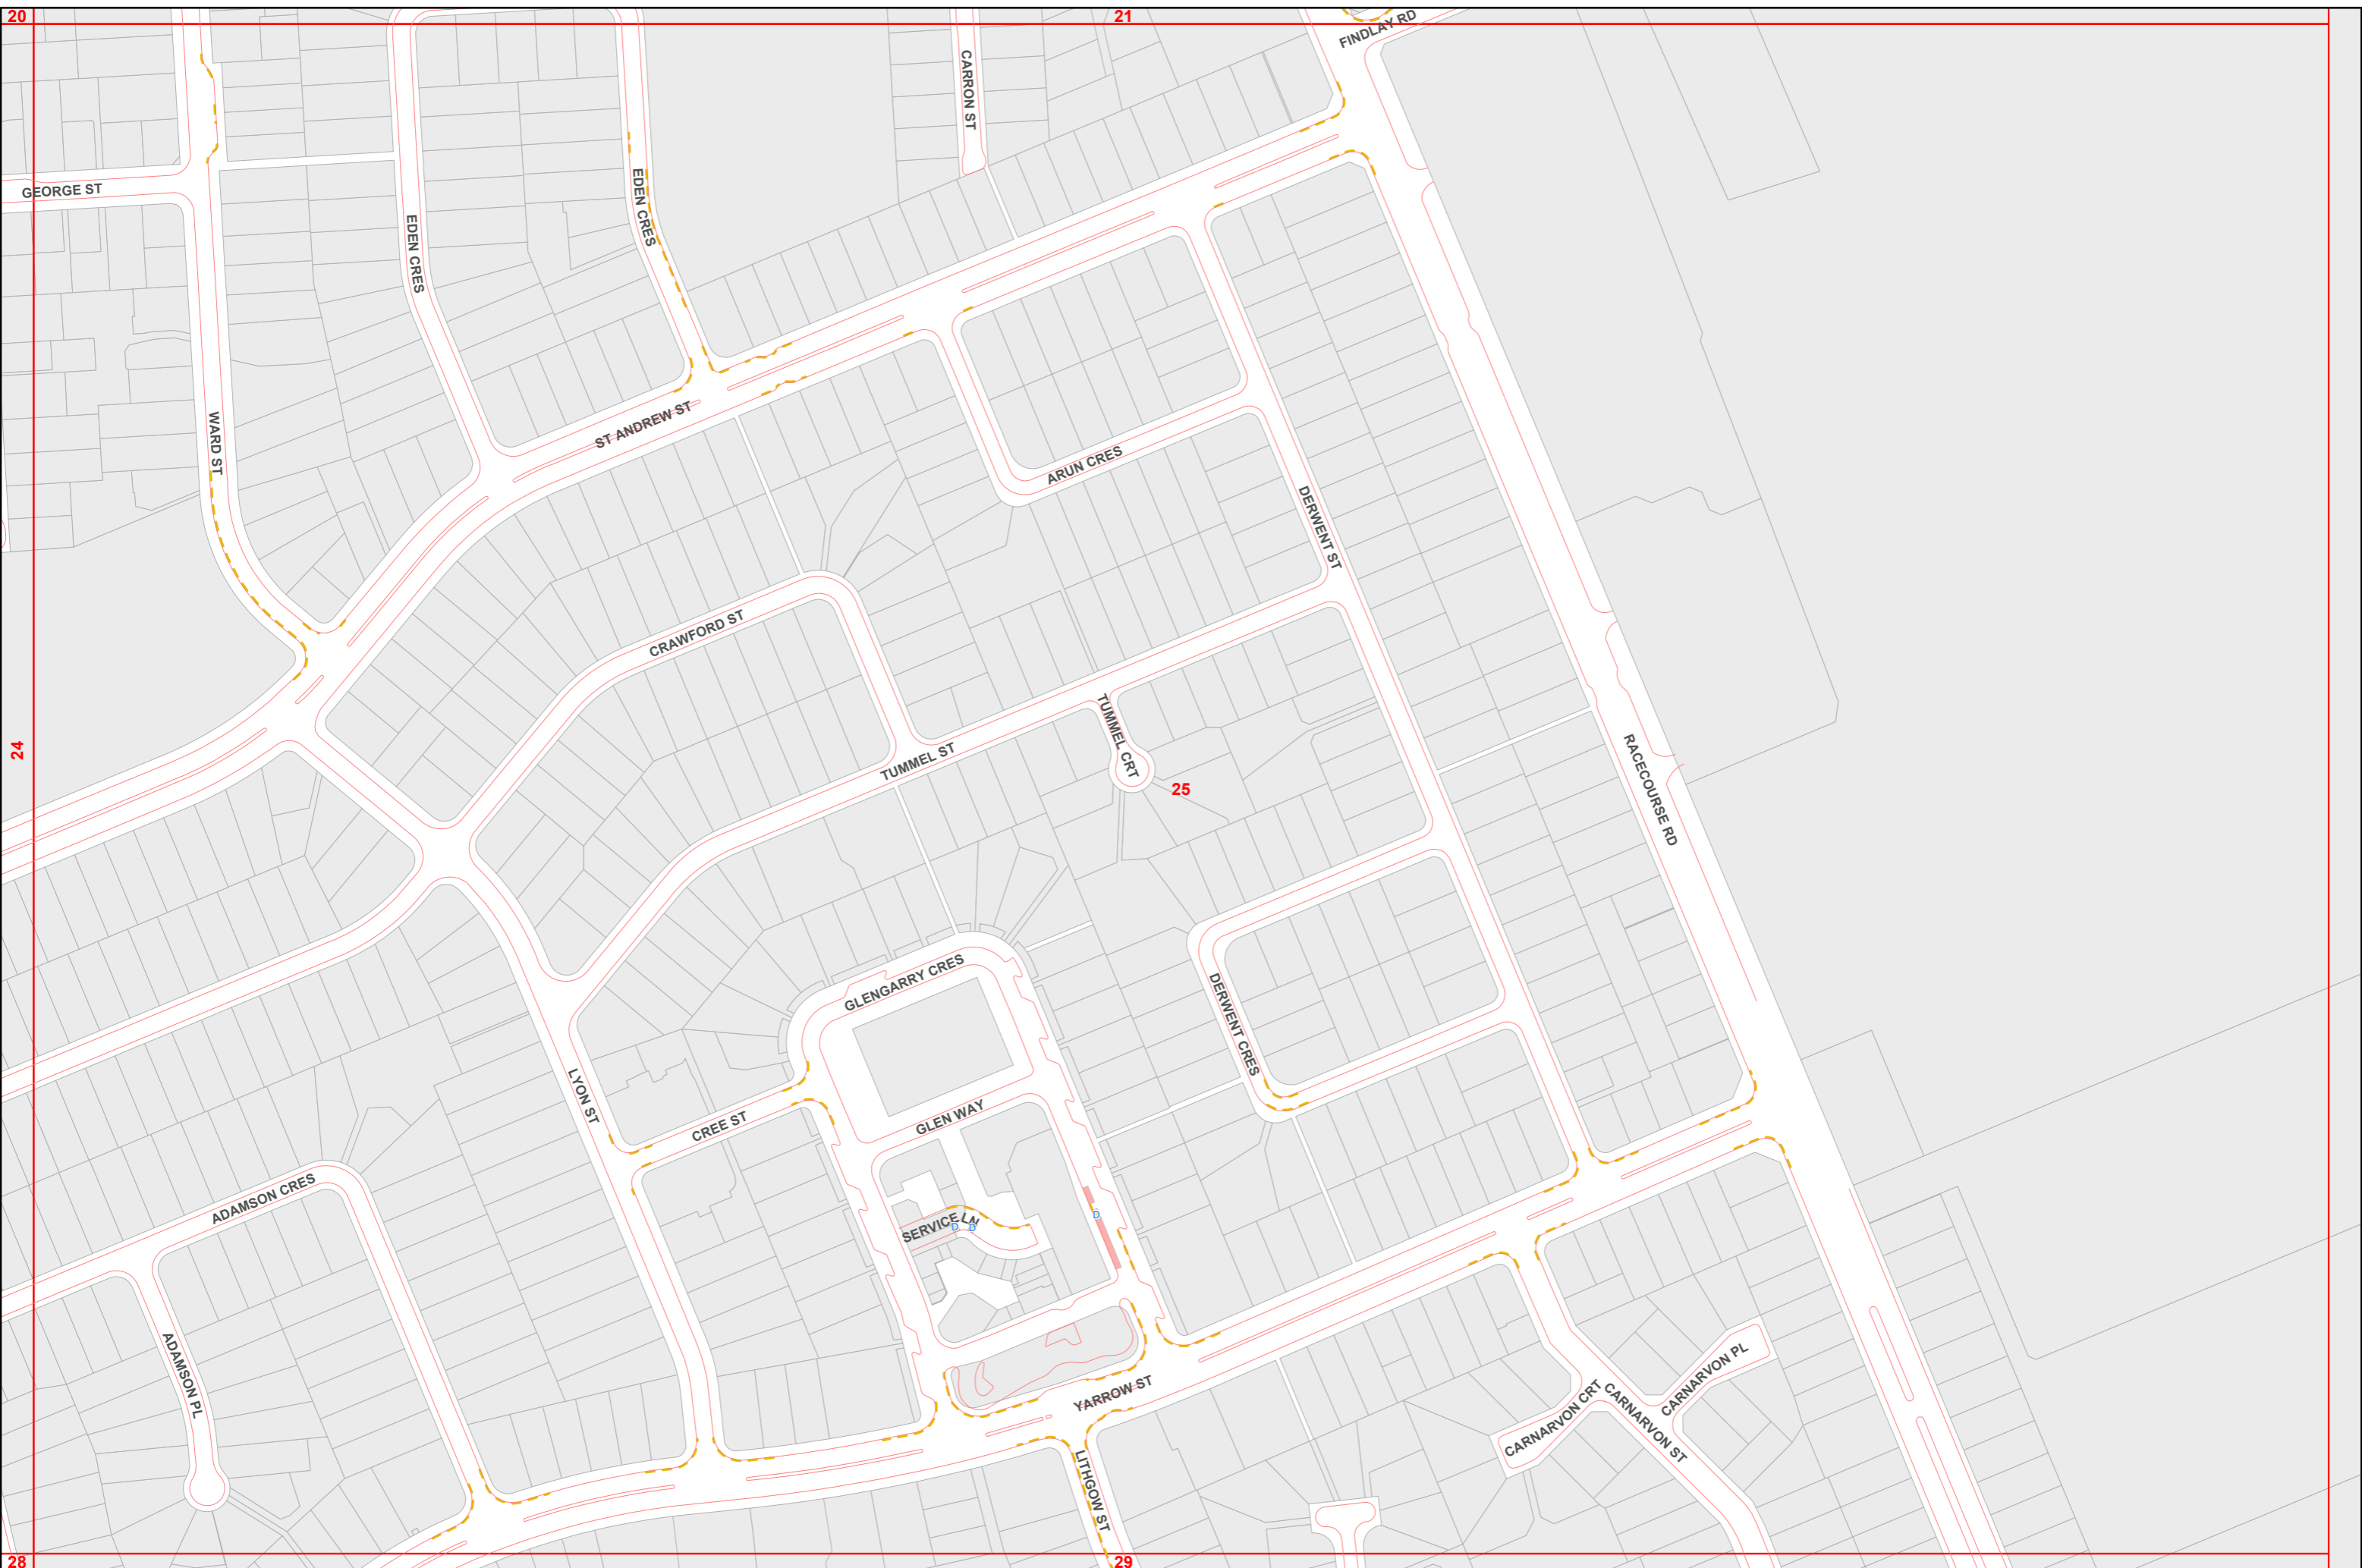 20
21
FINDLAY RD
CARRON ST
GEORGE ST
EDEN CRES
EDEN CRES
WARD ST
ST ANDREW ST
ARUN CRES
DERWENT ST
CRAWFORD ST
TUMMEL ST
TUMMEL CRT
24
25
RACECOURSE RD
GLENGARRY CRES
DERWENT CRES
LYON ST
CREE ST
GLEN WAY
ADAMSON CRES
SERVICE LN
D
D
D
ADAMSON PL
YARROW ST
CARNARVON PL
CARNARVON CRT
CARNARVON ST
LITHGOW ST
28
29